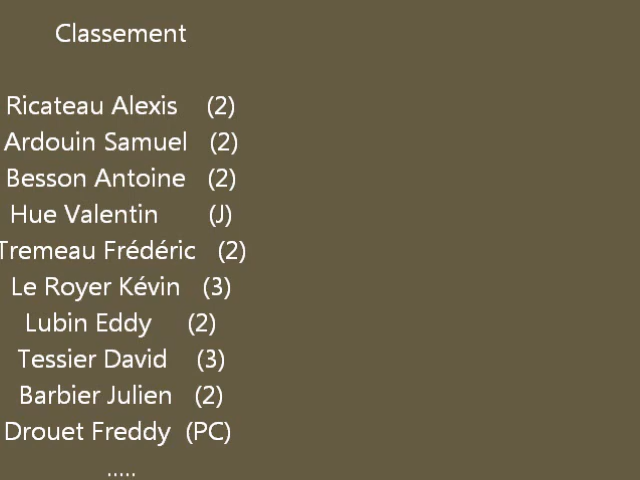 Classement
Ricateau Alexis (2)
Ardouin Samuel (2)
Besson Antoine (2)
Hue Valentin (J)
Tremeau Frédéric (2)
Le Royer Kévin (3)
Lubin Eddy (2)
Tessier David (3)
Barbier Julien (2)
Drouet Freddy (PC)
.....